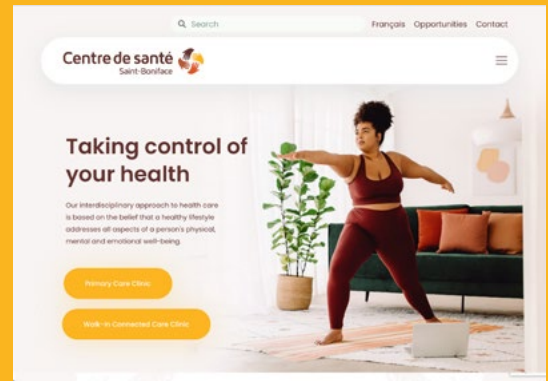 Search
Français Opportunities Contact
Centre de santé
Saint-Boniface
Taking control of
your health
Our interdisciplinary approach to health care
is based on the belief that a healthy lifestyle
addresses all aspects of a person's physical,
mental and emotional well-being.
Primary Care Clinic
Walk-In Connected Care Clinic